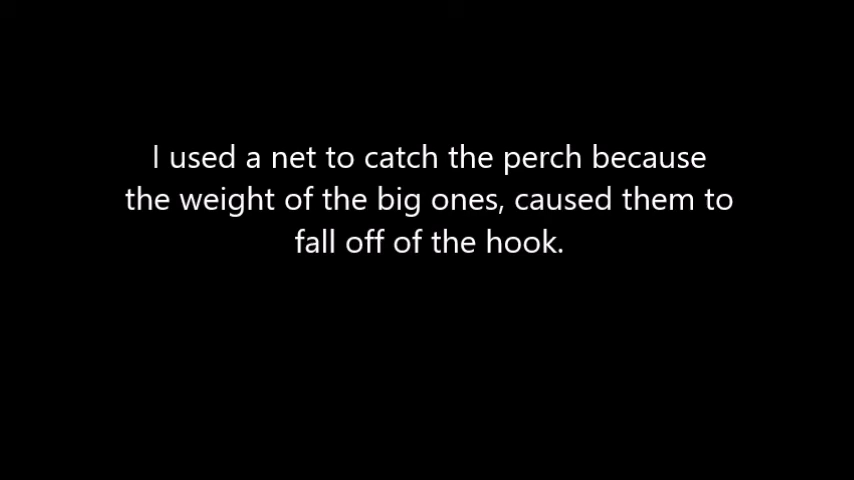 I used a net to catch the perch because
the weight of the big ones, caused them to
fall off of the hook.